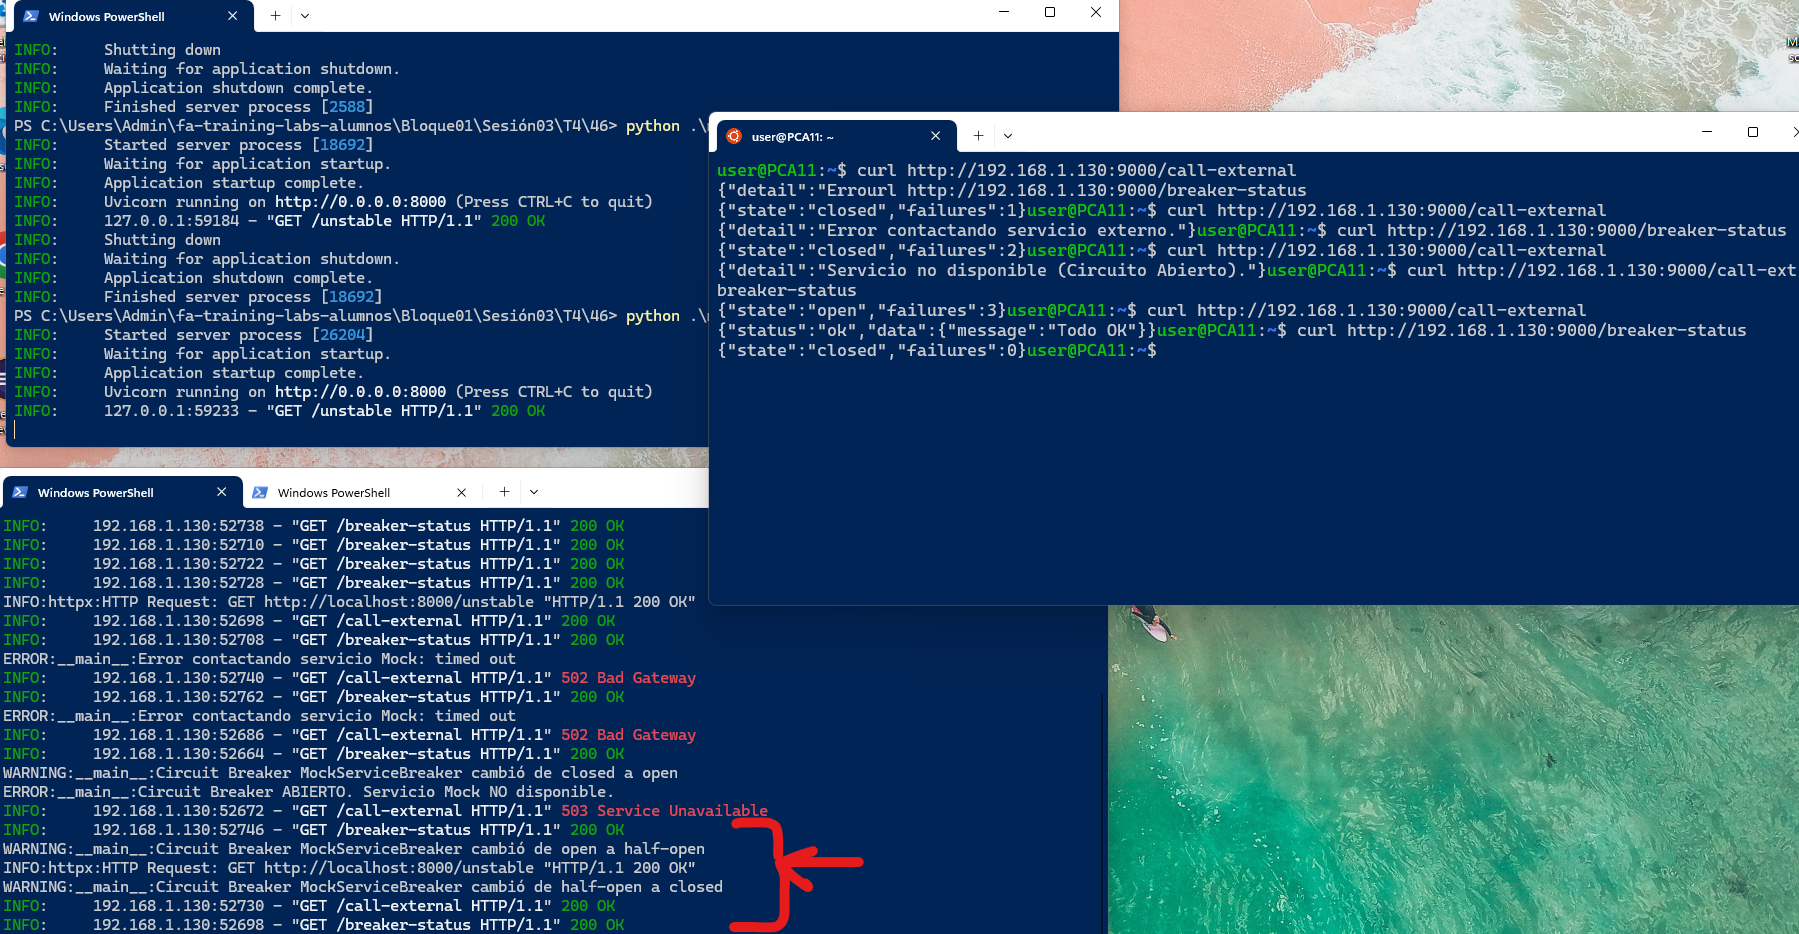 Windows PowerShell
INFO:     Shutting down
INFO:     Waiting for application shutdown.
INFO:     Application shutdown complete.
INFO:     Finished server process [2588]
PS C:\Users\Admin\fa-training-labs-alumnos\Bloque01\Sesión03\T4\46> python .\
INFO:     Started server process [18692]
INFO:     Waiting for application startup.
INFO:     Application startup complete.
INFO:     Uvicorn running on http://0.0.0.0:8000 (Press CTRL+C to quit)
INFO:     127.0.0.1:59184 - "GET /unstable HTTP/1.1" 200 OK
INFO:     Shutting down
INFO:     Waiting for application shutdown.
INFO:     Application shutdown complete.
INFO:     Finished server process [18692]
PS C:\Users\Admin\fa-training-labs-alumnos\Bloque01\Sesión03\T4\46> python .\
INFO:     Started server process [26204]
INFO:     Waiting for application startup.
INFO:     Application startup complete.
INFO:     Uvicorn running on http://0.0.0.0:8000 (Press CTRL+C to quit)
INFO:     127.0.0.1:59233 - "GET /unstable HTTP/1.1" 200 OK
user@PCA11: ~
user@PCA11:~$ curl http://192.168.1.130:9000/call-external
{"detail":"Errourl http://192.168.1.130:9000/breaker-status
{"state":"closed","failures":1}user@PCA11:~$ curl http://192.168.1.130:9000/call-external
{"detail":"Error contactando servicio externo."}user@PCA11:~$ curl http://192.168.1.130:9000/breaker-status
{"state":"closed","failures":2}user@PCA11:~$ curl http://192.168.1.130:9000/call-external
{"detail":"Servicio no disponible (Circuito Abierto)."}user@PCA11:~$ curl http://192.168.1.130:9000/call-ext
breaker-status
{"state":"open","failures":3}user@PCA11:~$ curl http://192.168.1.130:9000/call-external
{"status":"ok","data":{"message":"Todo OK"}}user@PCA11:~$ curl http://192.168.1.130:9000/breaker-status
{"state":"closed","failures":0}user@PCA11:~$
Windows PowerShell
Windows PowerShell
INFO:     192.168.1.130:52738 - "GET /breaker-status HTTP/1.1" 200 OK
INFO:     192.168.1.130:52710 - "GET /breaker-status HTTP/1.1" 200 OK
INFO:     192.168.1.130:52722 - "GET /breaker-status HTTP/1.1" 200 OK
INFO:     192.168.1.130:52728 - "GET /breaker-status HTTP/1.1" 200 OK
INFO:httpx:HTTP Request: GET http://localhost:8000/unstable "HTTP/1.1 200 OK"
INFO:     192.168.1.130:52698 - "GET /call-external HTTP/1.1" 200 OK
INFO:     192.168.1.130:52708 - "GET /breaker-status HTTP/1.1" 200 OK
ERROR:__main__:Error contactando servicio Mock: timed out
INFO:     192.168.1.130:52740 - "GET /call-external HTTP/1.1" 502 Bad Gateway
INFO:     192.168.1.130:52762 - "GET /breaker-status HTTP/1.1" 200 OK
ERROR:__main__:Error contactando servicio Mock: timed out
INFO:     192.168.1.130:52686 - "GET /call-external HTTP/1.1" 502 Bad Gateway
INFO:     192.168.1.130:52664 - "GET /breaker-status HTTP/1.1" 200 OK
WARNING:__main__:Circuit Breaker MockServiceBreaker cambió de closed a open
ERROR:__main__:Circuit Breaker ABIERTO. Servicio Mock NO disponible.
INFO:     192.168.1.130:52672 - "GET /call-external HTTP/1.1" 503 Service Unavailable
INFO:     192.168.1.130:52746 - "GET /breaker-status HTTP/1.1" 200 OK
WARNING:__main__:Circuit Breaker MockServiceBreaker cambió de open a half-open
INFO:httpx:HTTP Request: GET http://localhost:8000/unstable "HTTP/1.1 200 OK"
WARNING:__main__:Circuit Breaker MockServiceBreaker cambió de half-open a closed
INFO:     192.168.1.130:52730 - "GET /call-external HTTP/1.1" 200 OK
INFO:     192.168.1.130:52698 - "GET /breaker-status HTTP/1.1" 200 OK